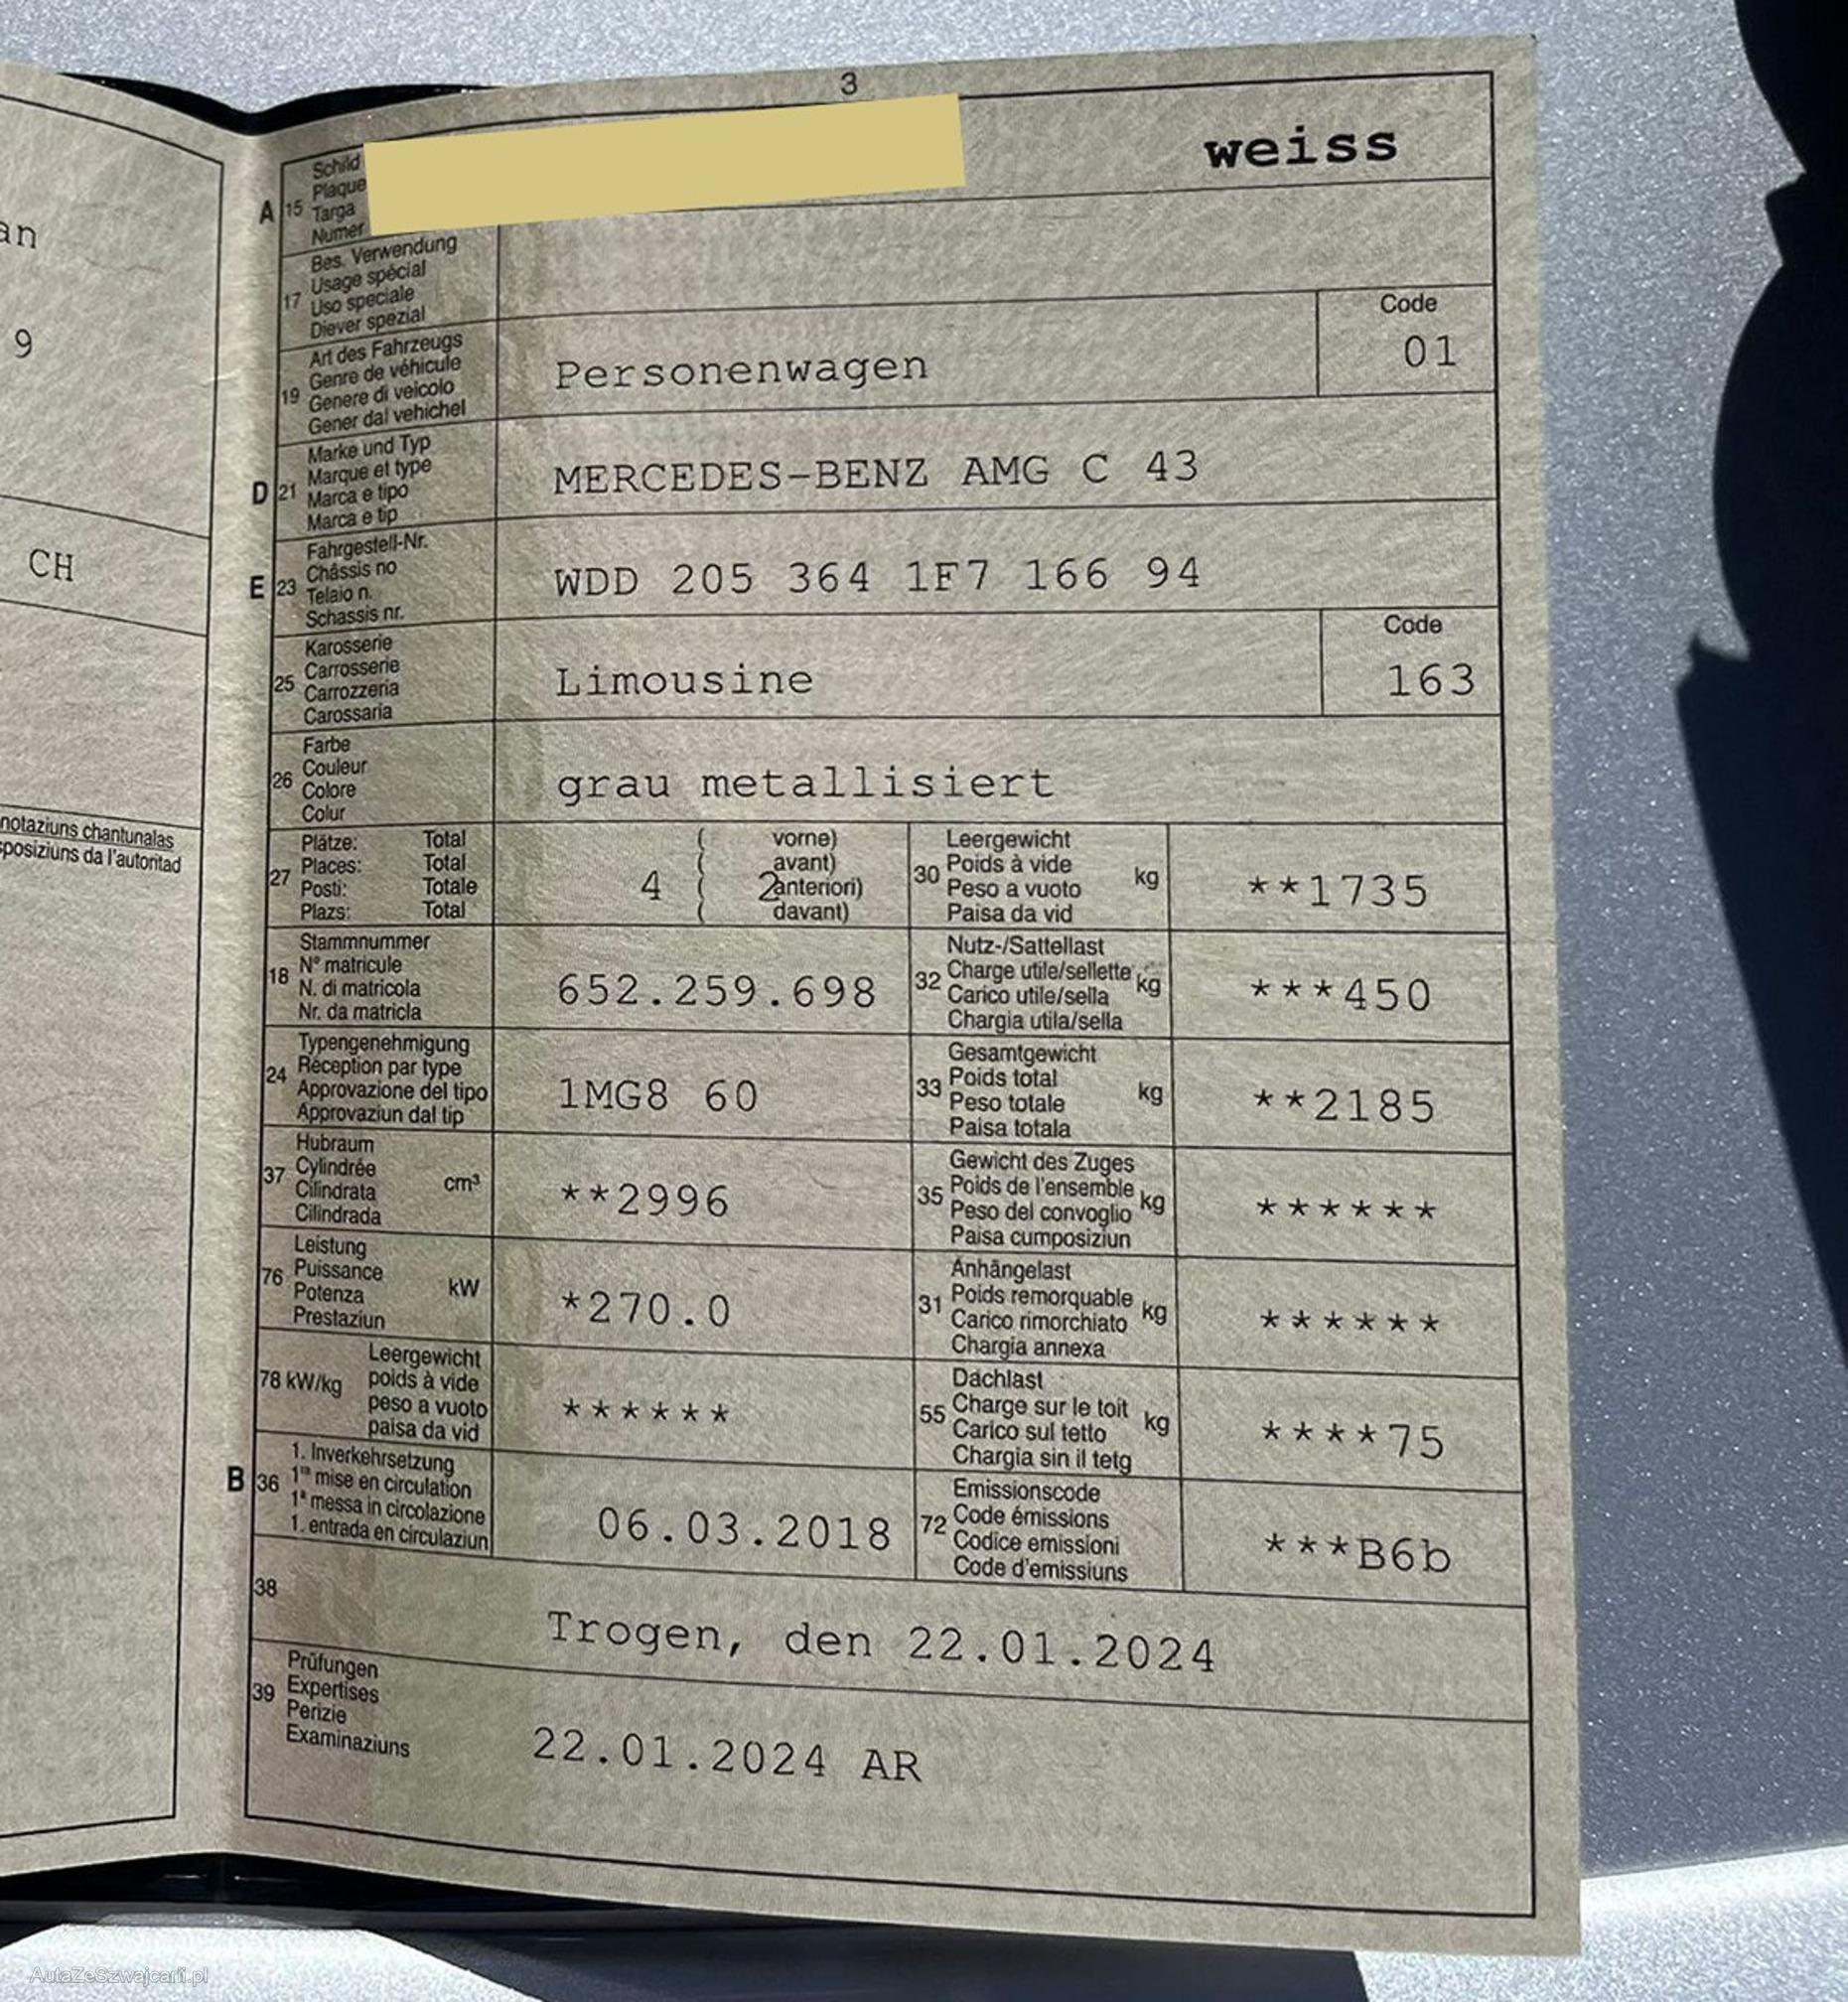 3
an
9
CH
notaziuns chantunalas
sposiziuns da l'autoritad
A 15 Schild
Plaque
Targa
Numer
weiss
17 Bes. Verwendung
Usage spécial
Uso speciale
Diever spezial
19 Art des Fahrzeugs
Genre de véhicule
Genere di veicolo
Gener dal vehichel
Personenwagen
Code
01
D 21 Marke und Typ
Marque et type
Marca e tipo
Marca e tip
MERCEDES-BENZ AMG C 43
E 23 Fahrgestell-Nr.
Châssis no
Telaio n.
Schassis nr.
WDD 205 364 1F7 166 94
25 Karosserie
Carrosserie
Carrozzeria
Carossaria
Limousine
Code
163
26 Farbe
Couleur
Colore
Colur
grau metallisiert
27 Plätze: Total
Places: Total
Posti: Totale
Plazs: Total
4 ( 2 vorne)
( avant)
( anteriori)
( davant)
30 Leergewicht
Poids à vide kg
Peso a vuoto
Paisa da vid
**1735
18 Stammnummer
N° matricule
N. di matricola
Nr. da matricla
652.259.698
32 Nutz-/Sattellast
Charge utile/sellette kg
Carico utile/sella
Chargia utila/sella
***450
24 Typengenehmigung
Réception par type
Approvazione del tipo
Approvaziun dal tip
1MG8 60
33 Gesamtgewicht
Poids total kg
Peso totale
Paisa totala
**2185
37 Hubraum
Cylindrée cm³
Cilindrata
Cilindrada
**2996
35 Gewicht des Zuges
Poids de l'ensemble kg
Peso del convoglio
Paisa cumposiziun
******
76 Leistung
Puissance kW
Potenza
Prestaziun
*270.0
31 Anhängelast
Poids remorquable kg
Carico rimorchiato
Chargia annexa
******
78 kW/kg Leergewicht
poids à vide
peso a vuoto
paisa da vid
******
55 Dachlast
Charge sur le toit kg
Carico sul tetto
Chargia sin il tetg
****75
B 36 1. Inverkehrsetzung
1re mise en circulation
1a messa in circolazione
1. entrada en circulaziun
06.03.2018
72 Emissionscode
Code émissions
Codice emissioni
Code d'emissiuns
***B6b
38
Trogen, den 22.01.2024
39 Prüfungen
Expertises
Perizie
Examinaziuns
22.01.2024 AR
AutaZeSzwajcarii.pl